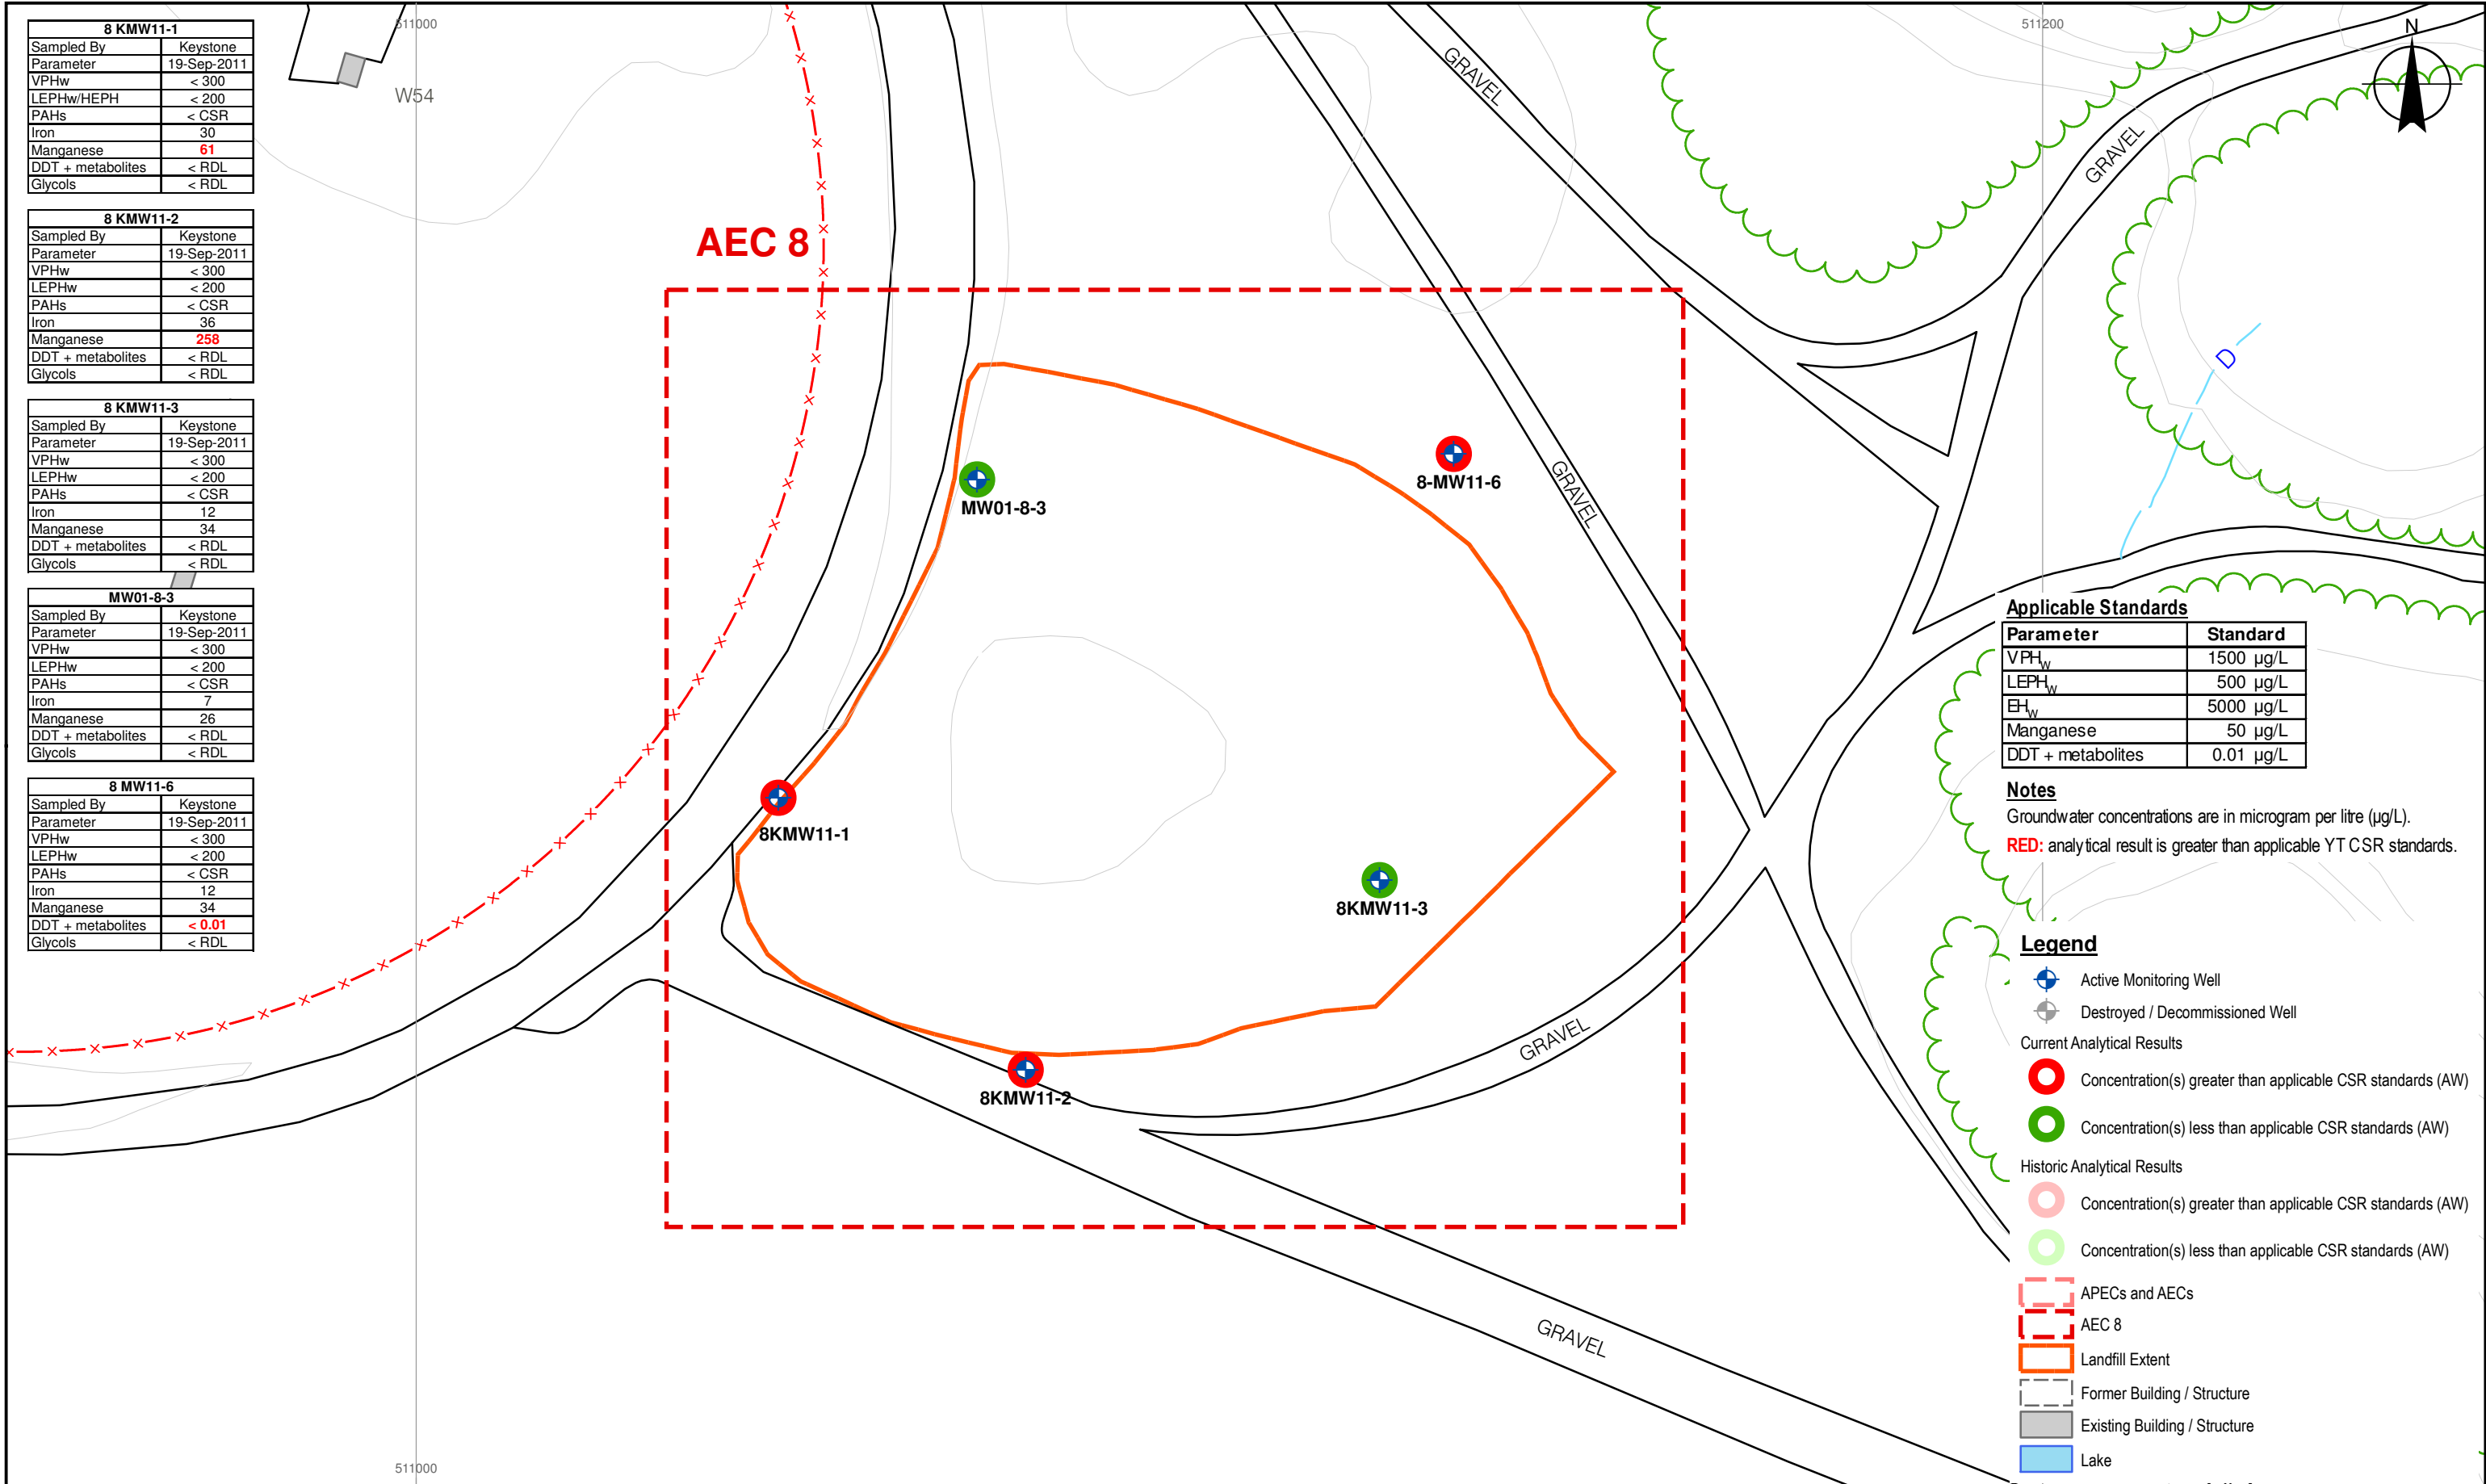 511000
511200
N
W54
8 KMW11-1
Sampled By Keystone
Parameter 19-Sep-2011
VPHw < 300
LEPHw/HEPH < 200
PAHs < CSR
Iron 30
Manganese 61
DDT + metabolites < RDL
Glycols < RDL
8 KMW11-2
Sampled By Keystone
Parameter 19-Sep-2011
VPHw < 300
LEPHw < 200
PAHs < CSR
Iron 36
Manganese 258
DDT + metabolites < RDL
Glycols < RDL
8 KMW11-3
Sampled By Keystone
Parameter 19-Sep-2011
VPHw < 300
LEPHw < 200
PAHs < CSR
Iron 12
Manganese 34
DDT + metabolites < RDL
Glycols < RDL
MW01-8-3
Sampled By Keystone
Parameter 19-Sep-2011
VPHw < 300
LEPHw < 200
PAHs < CSR
Iron 7
Manganese 26
DDT + metabolites < RDL
Glycols < RDL
8 MW11-6
Sampled By Keystone
Parameter 19-Sep-2011
VPHw < 300
LEPHw < 200
PAHs < CSR
Iron 12
Manganese 34
DDT + metabolites < 0.01
Glycols < RDL
AEC 8
GRAVEL
GRAVEL
GRAVEL
GRAVEL
GRAVEL
D
MW01-8-3
8-MW11-6
8KMW11-1
8KMW11-3
8KMW11-2
511000
Applicable Standards
Parameter Standard
VPHw 1500 µg/L
LEPHw 500 µg/L
EHw 5000 µg/L
Manganese 50 µg/L
DDT + metabolites 0.01 µg/L
Notes
Groundwater concentrations are in microgram per litre (µg/L).
RED: analytical result is greater than applicable YT CSR standards.
Legend
Active Monitoring Well
Destroyed / Decommissioned Well
Current Analytical Results
Concentration(s) greater than applicable CSR standards (AW)
Concentration(s) less than applicable CSR standards (AW)
Historic Analytical Results
Concentration(s) greater than applicable CSR standards (AW)
Concentration(s) less than applicable CSR standards (AW)
APECs and AECs
AEC 8
Landfill Extent
Former Building / Structure
Existing Building / Structure
Lake